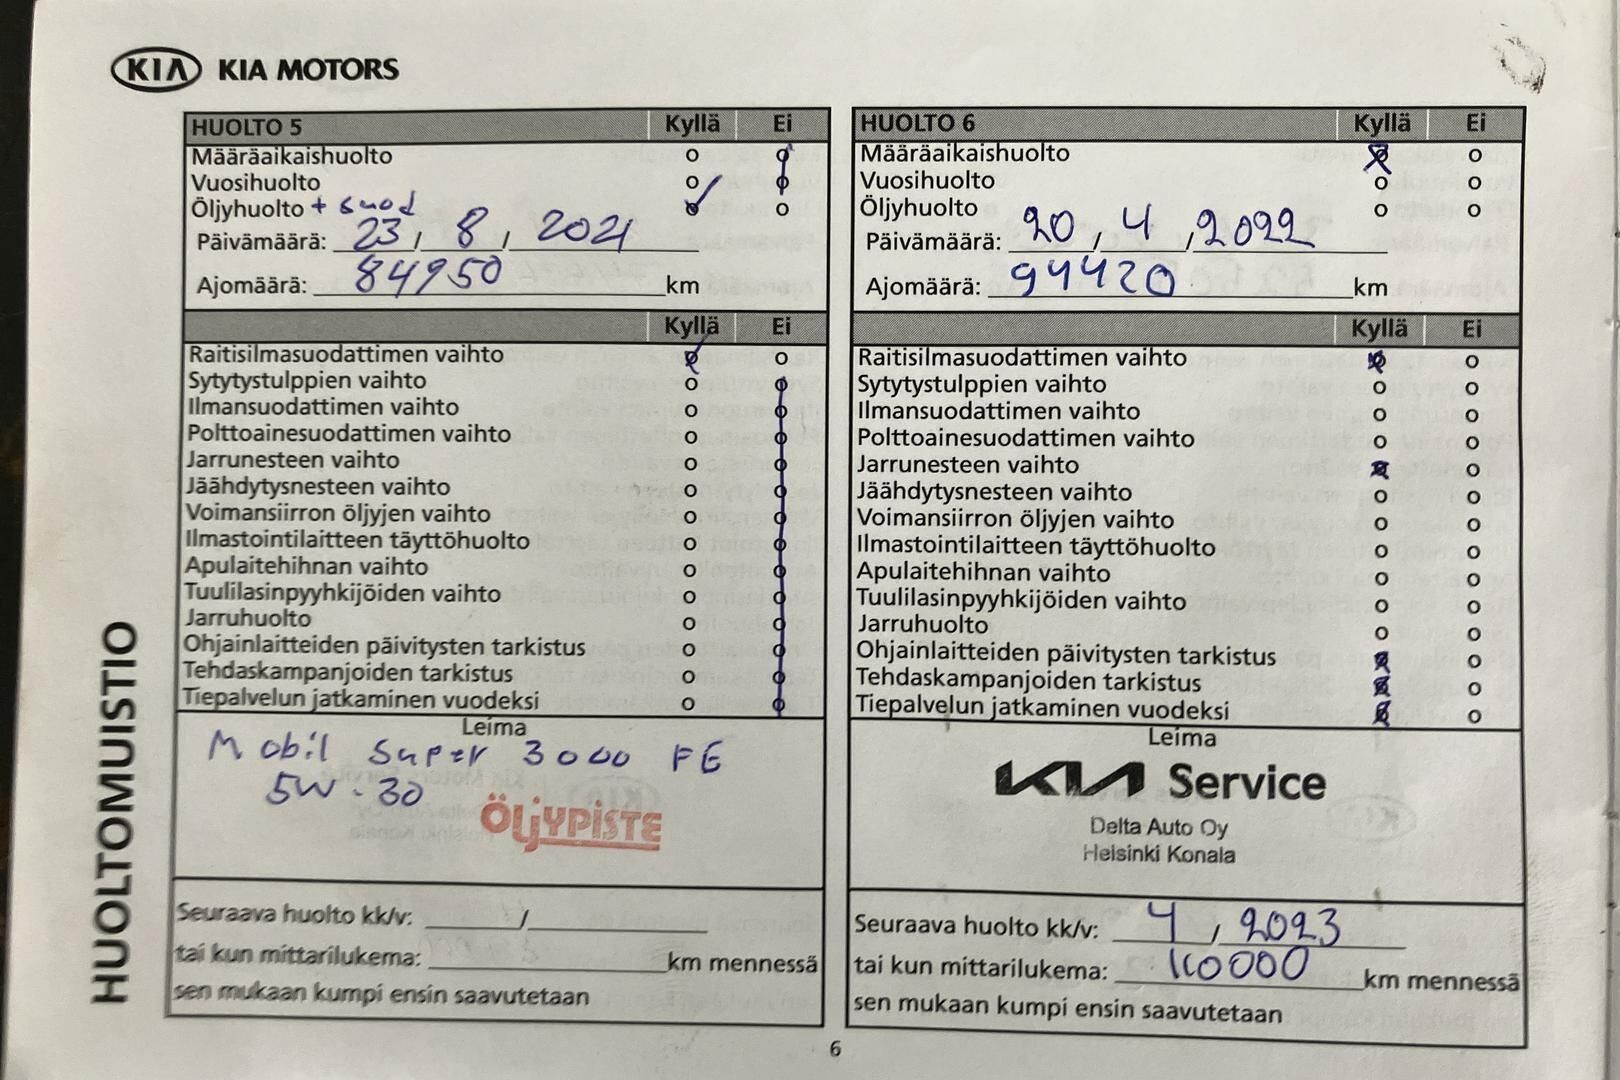 KIA KIA MOTORS
HUOLTOMUISTIO
HUOLTO 5 Kyllä Ei
Määräaikaishuolto
Vuosihuolto
Öljyhuolto + suod
Päivämäärä: 23 / 8 / 2021
Ajomäärä: 84950 km
Kyllä Ei
Raitisilmasuodattimen vaihto
Sytytystulppien vaihto
Ilmansuodattimen vaihto
Polttoainesuodattimen vaihto
Jarrunesteen vaihto
Jäähdytysnesteen vaihto
Voimansiirron öljyjen vaihto
Ilmastointilaitteen täyttöhuolto
Apulaitehihnan vaihto
Tuulilasinpyyhkijöiden vaihto
Jarruhuolto
Ohjainlaitteiden päivitysten tarkistus
Tehdaskampanjoiden tarkistus
Tiepalvelun jatkaminen vuodeksi
Leima
Mobil Super 3000 FE
5W-30
ÖLJYPISTE
Seuraava huolto kk/v: /
tai kun mittarilukema: km mennessä
sen mukaan kumpi ensin saavutetaan
HUOLTO 6 Kyllä Ei
Määräaikaishuolto
Vuosihuolto
Öljyhuolto
Päivämäärä: 20 / 4 / 2022
Ajomäärä: 94420 km
Kyllä Ei
Raitisilmasuodattimen vaihto
Sytytystulppien vaihto
Ilmansuodattimen vaihto
Polttoainesuodattimen vaihto
Jarrunesteen vaihto
Jäähdytysnesteen vaihto
Voimansiirron öljyjen vaihto
Ilmastointilaitteen täyttöhuolto
Apulaitehihnan vaihto
Tuulilasinpyyhkijöiden vaihto
Jarruhuolto
Ohjainlaitteiden päivitysten tarkistus
Tehdaskampanjoiden tarkistus
Tiepalvelun jatkaminen vuodeksi
Leima
KIA Service
Delta Auto Oy
Helsinki Konala
Seuraava huolto kk/v: 4 / 2023
tai kun mittarilukema: 110000 km mennessä
sen mukaan kumpi ensin saavutetaan
6